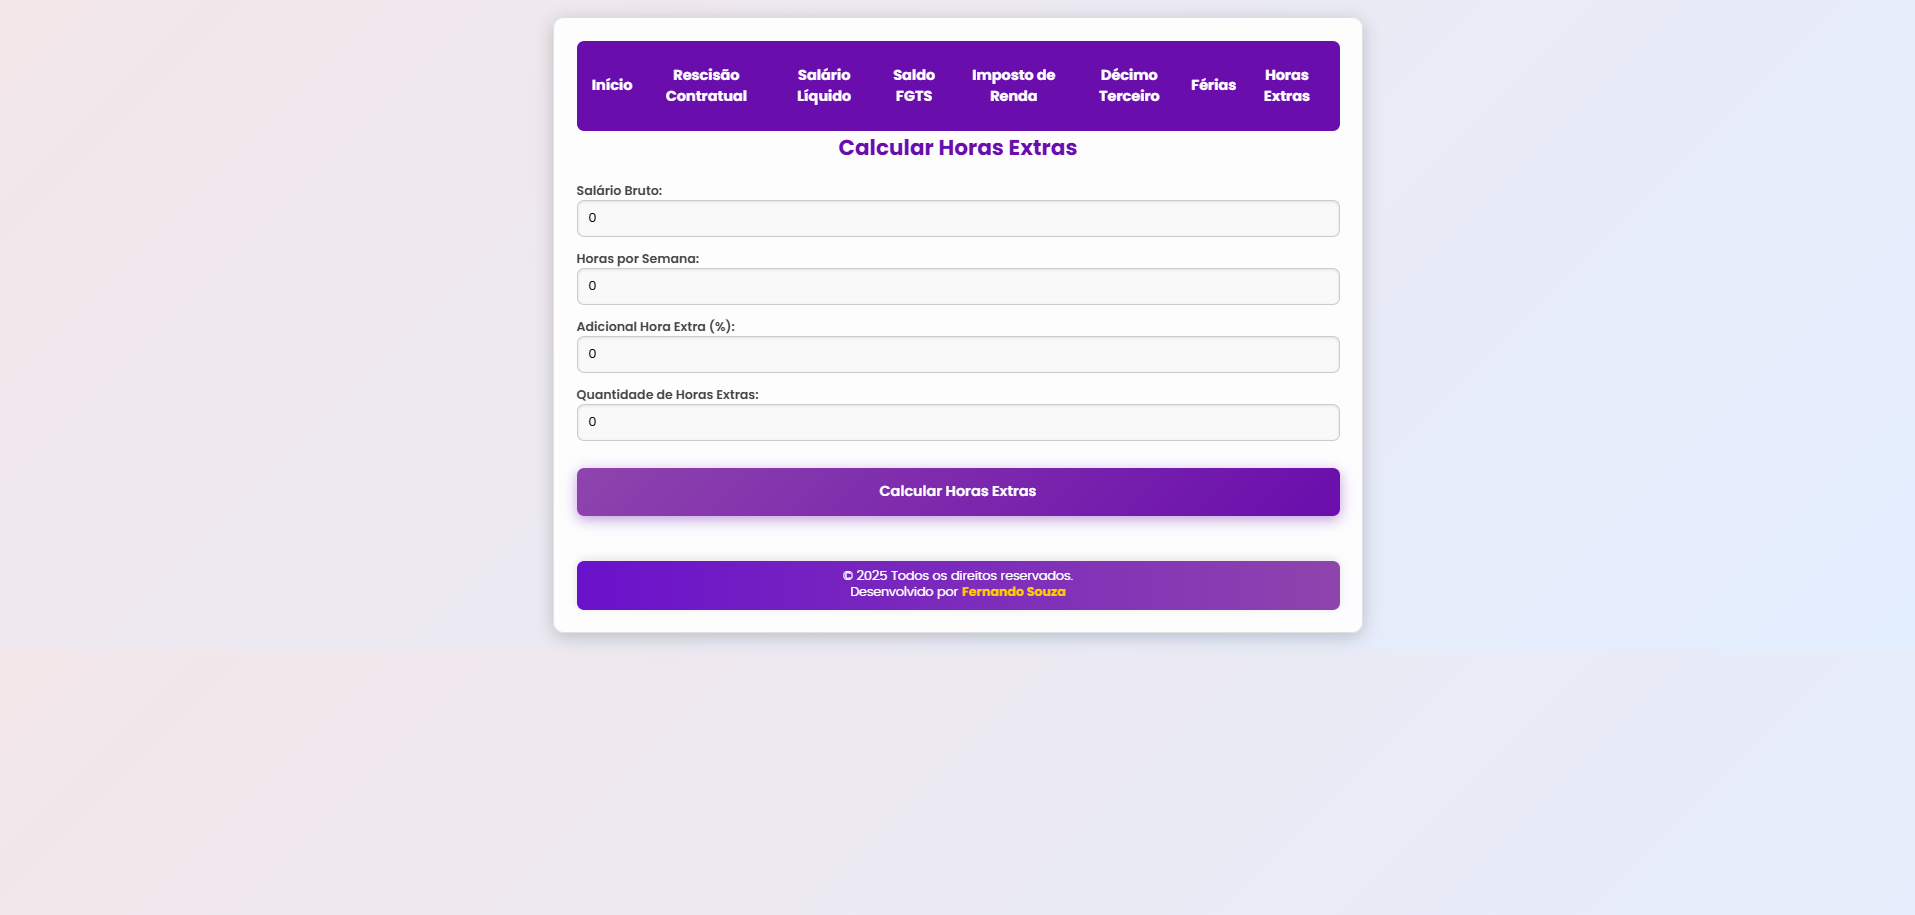 Início
Rescisão
Contratual
Salário
Líquido
Saldo
FGTS
Imposto de
Renda
Décimo
Terceiro
Férias
Horas
Extras
Calcular Horas Extras
Salário Bruto:
0
Horas por Semana:
0
Adicional Hora Extra (%):
0
Quantidade de Horas Extras:
0
Calcular Horas Extras
© 2025 Todos os direitos reservados.
Desenvolvido por Fernando Souza